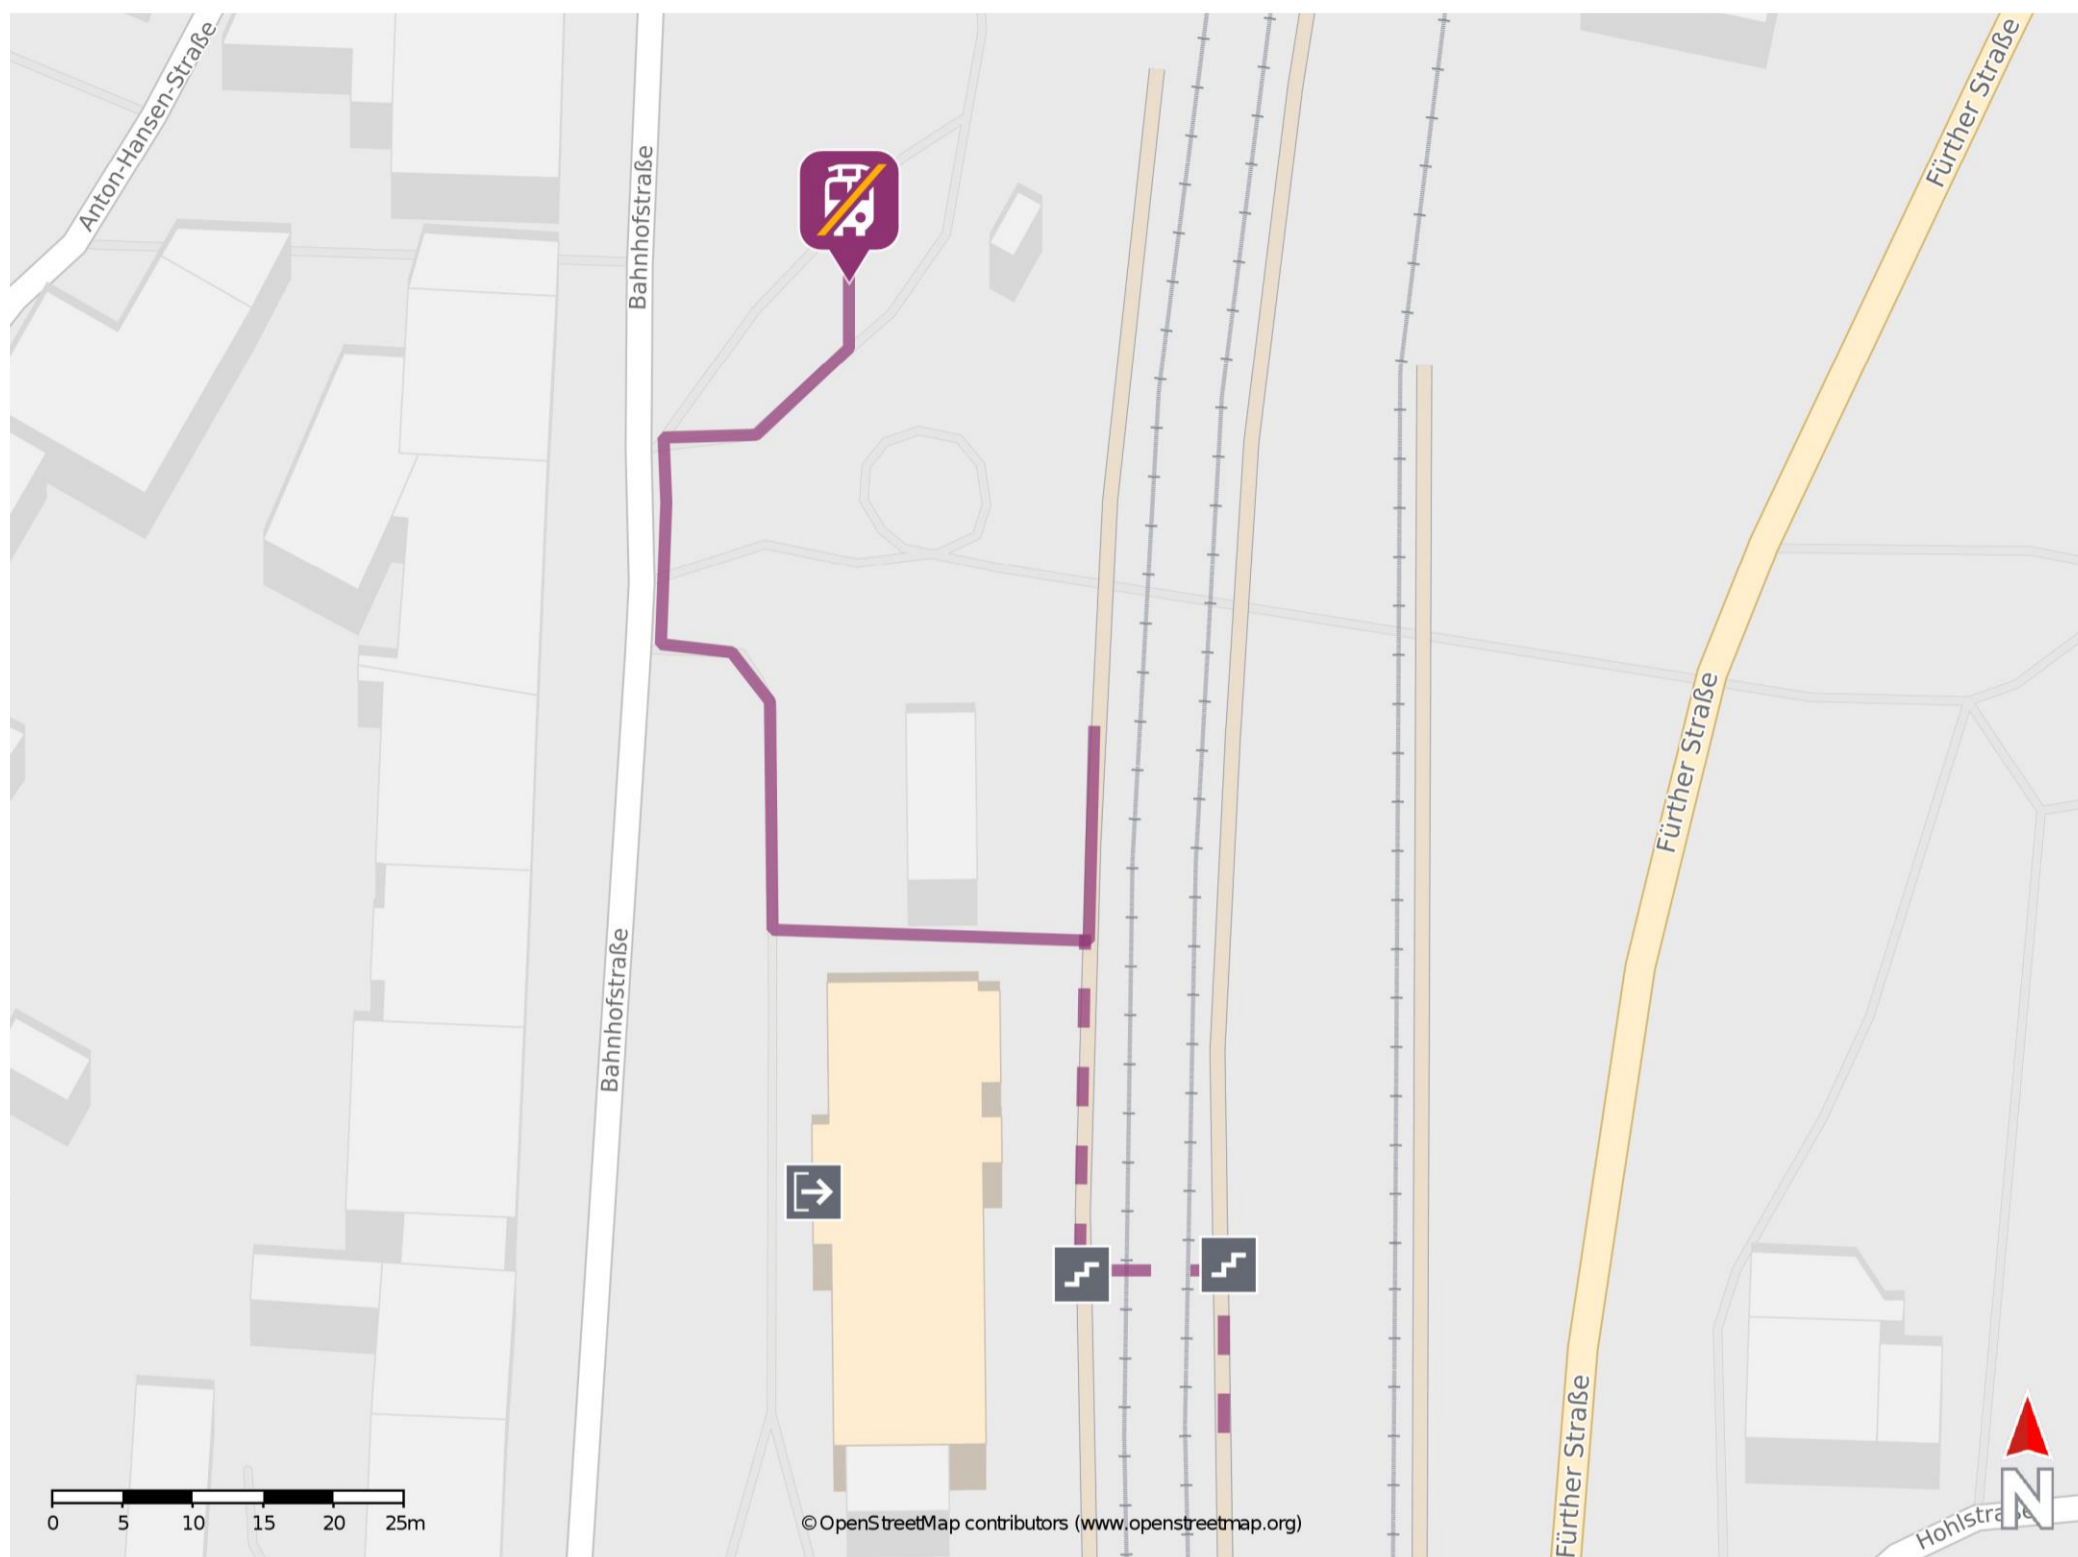 Anton-Hansen-Straße
Fürther Straße
Bahnhofstraße
Fürther Straße
Bahnhofstraße
Fürther Straße
N
0 5 10 15 20 25m
© OpenStreetMap contributors (www.openstreetmap.org)
Hohlstraße